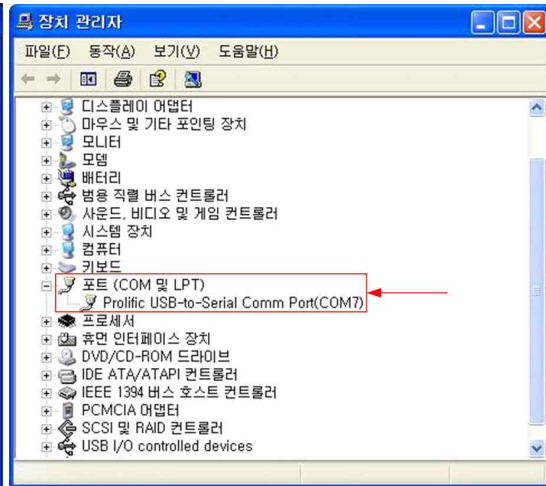 장치 관리자
파일(F) 동작(A) 보기(V) 도움말(H)
디스플레이 어댑터
마우스 및 기타 포인팅 장치
모니터
모뎀
배터리
범용 직렬 버스 컨트롤러
사운드, 비디오 및 게임 컨트롤러
시스템 장치
컴퓨터
키보드
포트 (COM 및 LPT)
Prolific USB-to-Serial Comm Port(COM7)
프로세서
휴먼 인터페이스 장치
DVD/CD-ROM 드라이브
IDE ATA/ATAPI 컨트롤러
IEEE 1394 버스 호스트 컨트롤러
PCMCIA 어댑터
SCSI 및 RAID 컨트롤러
USB I/O controlled devices